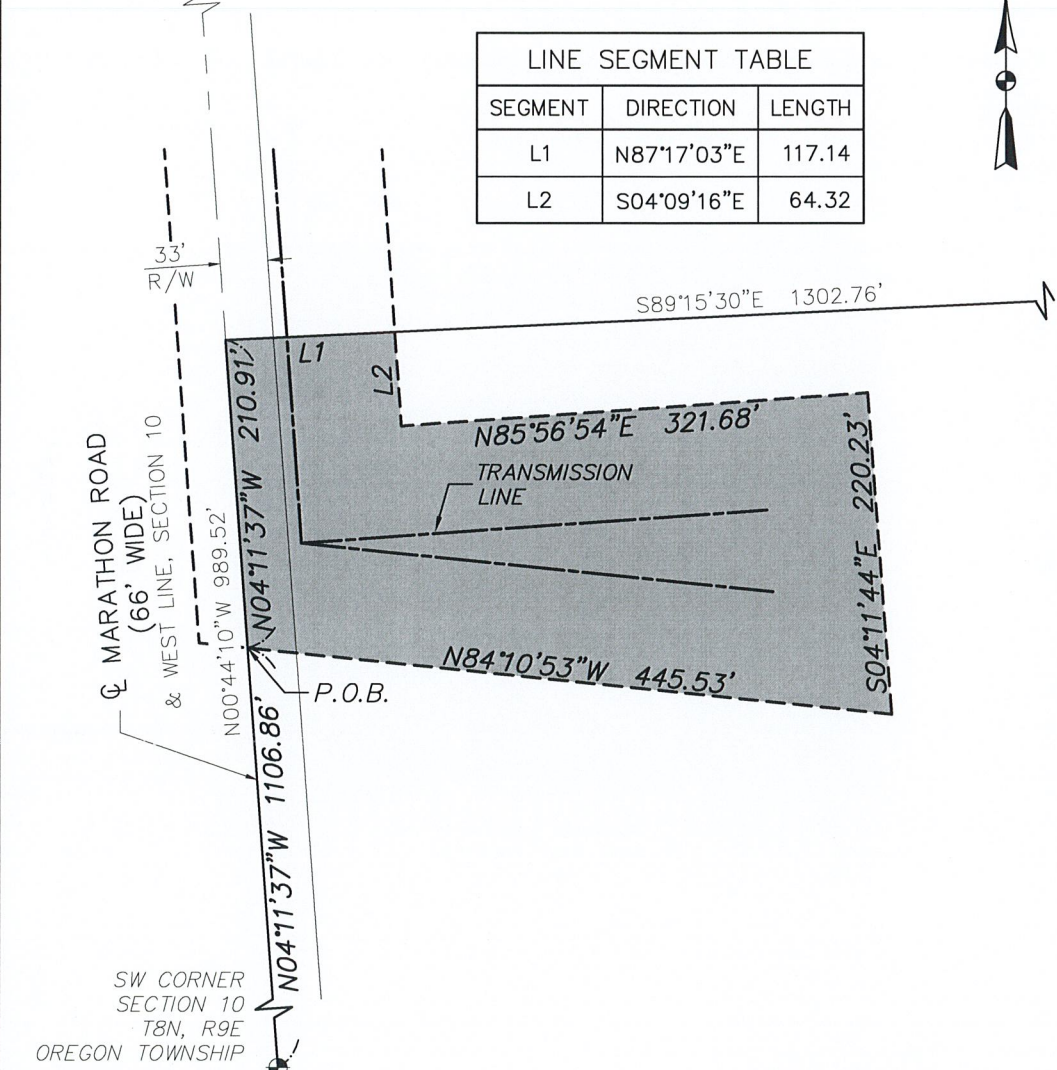 LINE SEGMENT TABLE
SEGMENT DIRECTION LENGTH
L1 N87°17'03"E 117.14
L2 S04°09'16"E 64.32
33'
R/W
S89°15'30"E 1302.76'
L1
L2
N04°11'37"W 210.91'
N85°56'54"E 321.68'
TRANSMISSION
LINE
S04°11'44"E 220.23'
℄ MARATHON ROAD
(66' WIDE)
& WEST LINE, SECTION 10
N00°44'10"W 989.52'
N84°10'53"W 445.53'
P.O.B.
N04°11'37"W 1106.86'
SW CORNER
SECTION 10
T8N, R9E
OREGON TOWNSHIP